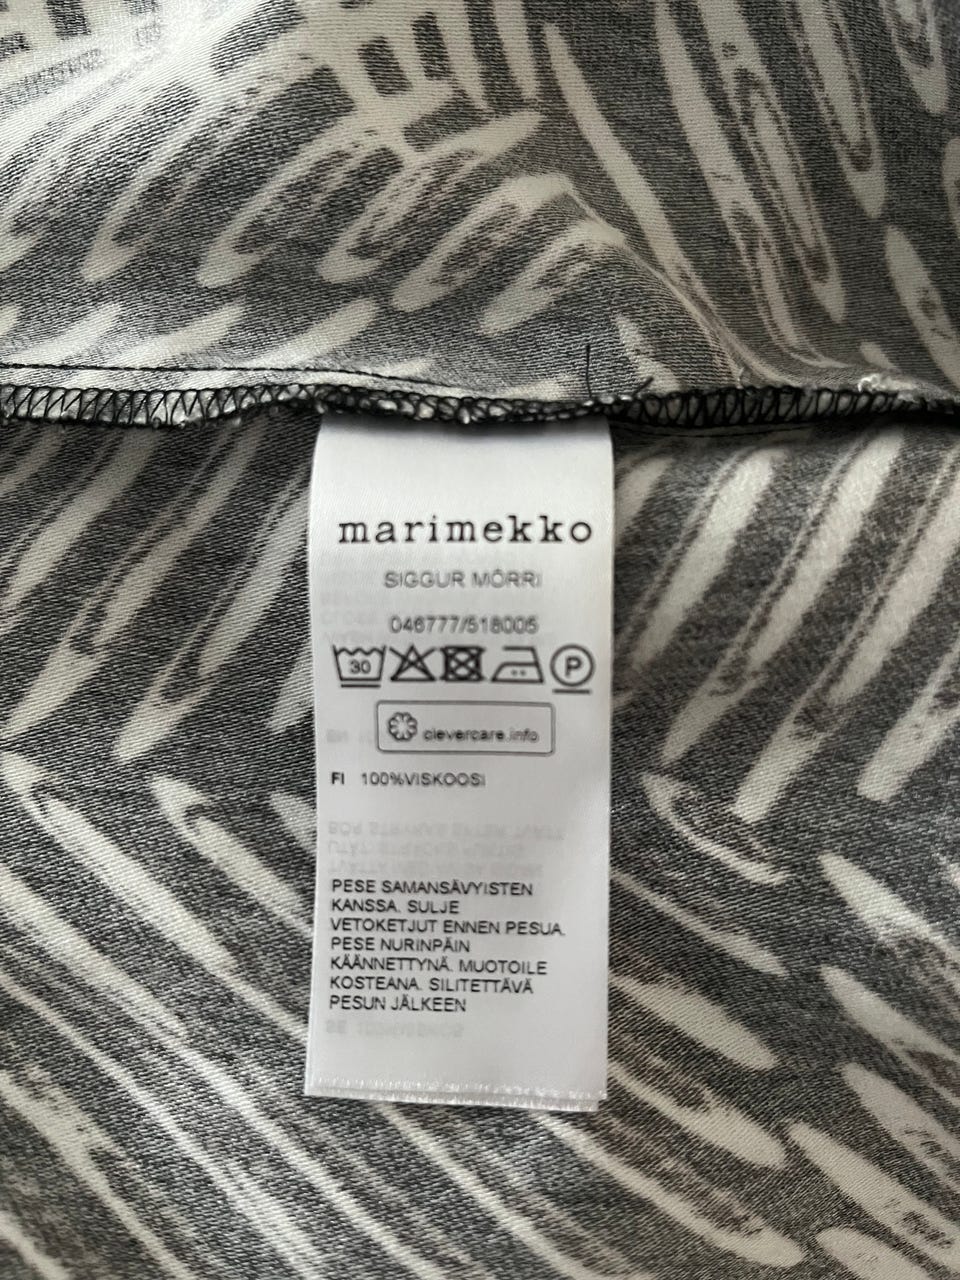 marimekko
SIGGUR MÖRRI
046777/518005
30
P
clevercare.info
FI 100%VISKOOSI
PESE SAMANSÄVYISTEN
KANSSA. SULJE
VETOKETJUT ENNEN PESUA.
PESE NURINPÄIN
KÄÄNNETTYNÄ. MUOTOILE
KOSTEANA. SILITETTÄVÄ
PESUN JÄLKEEN